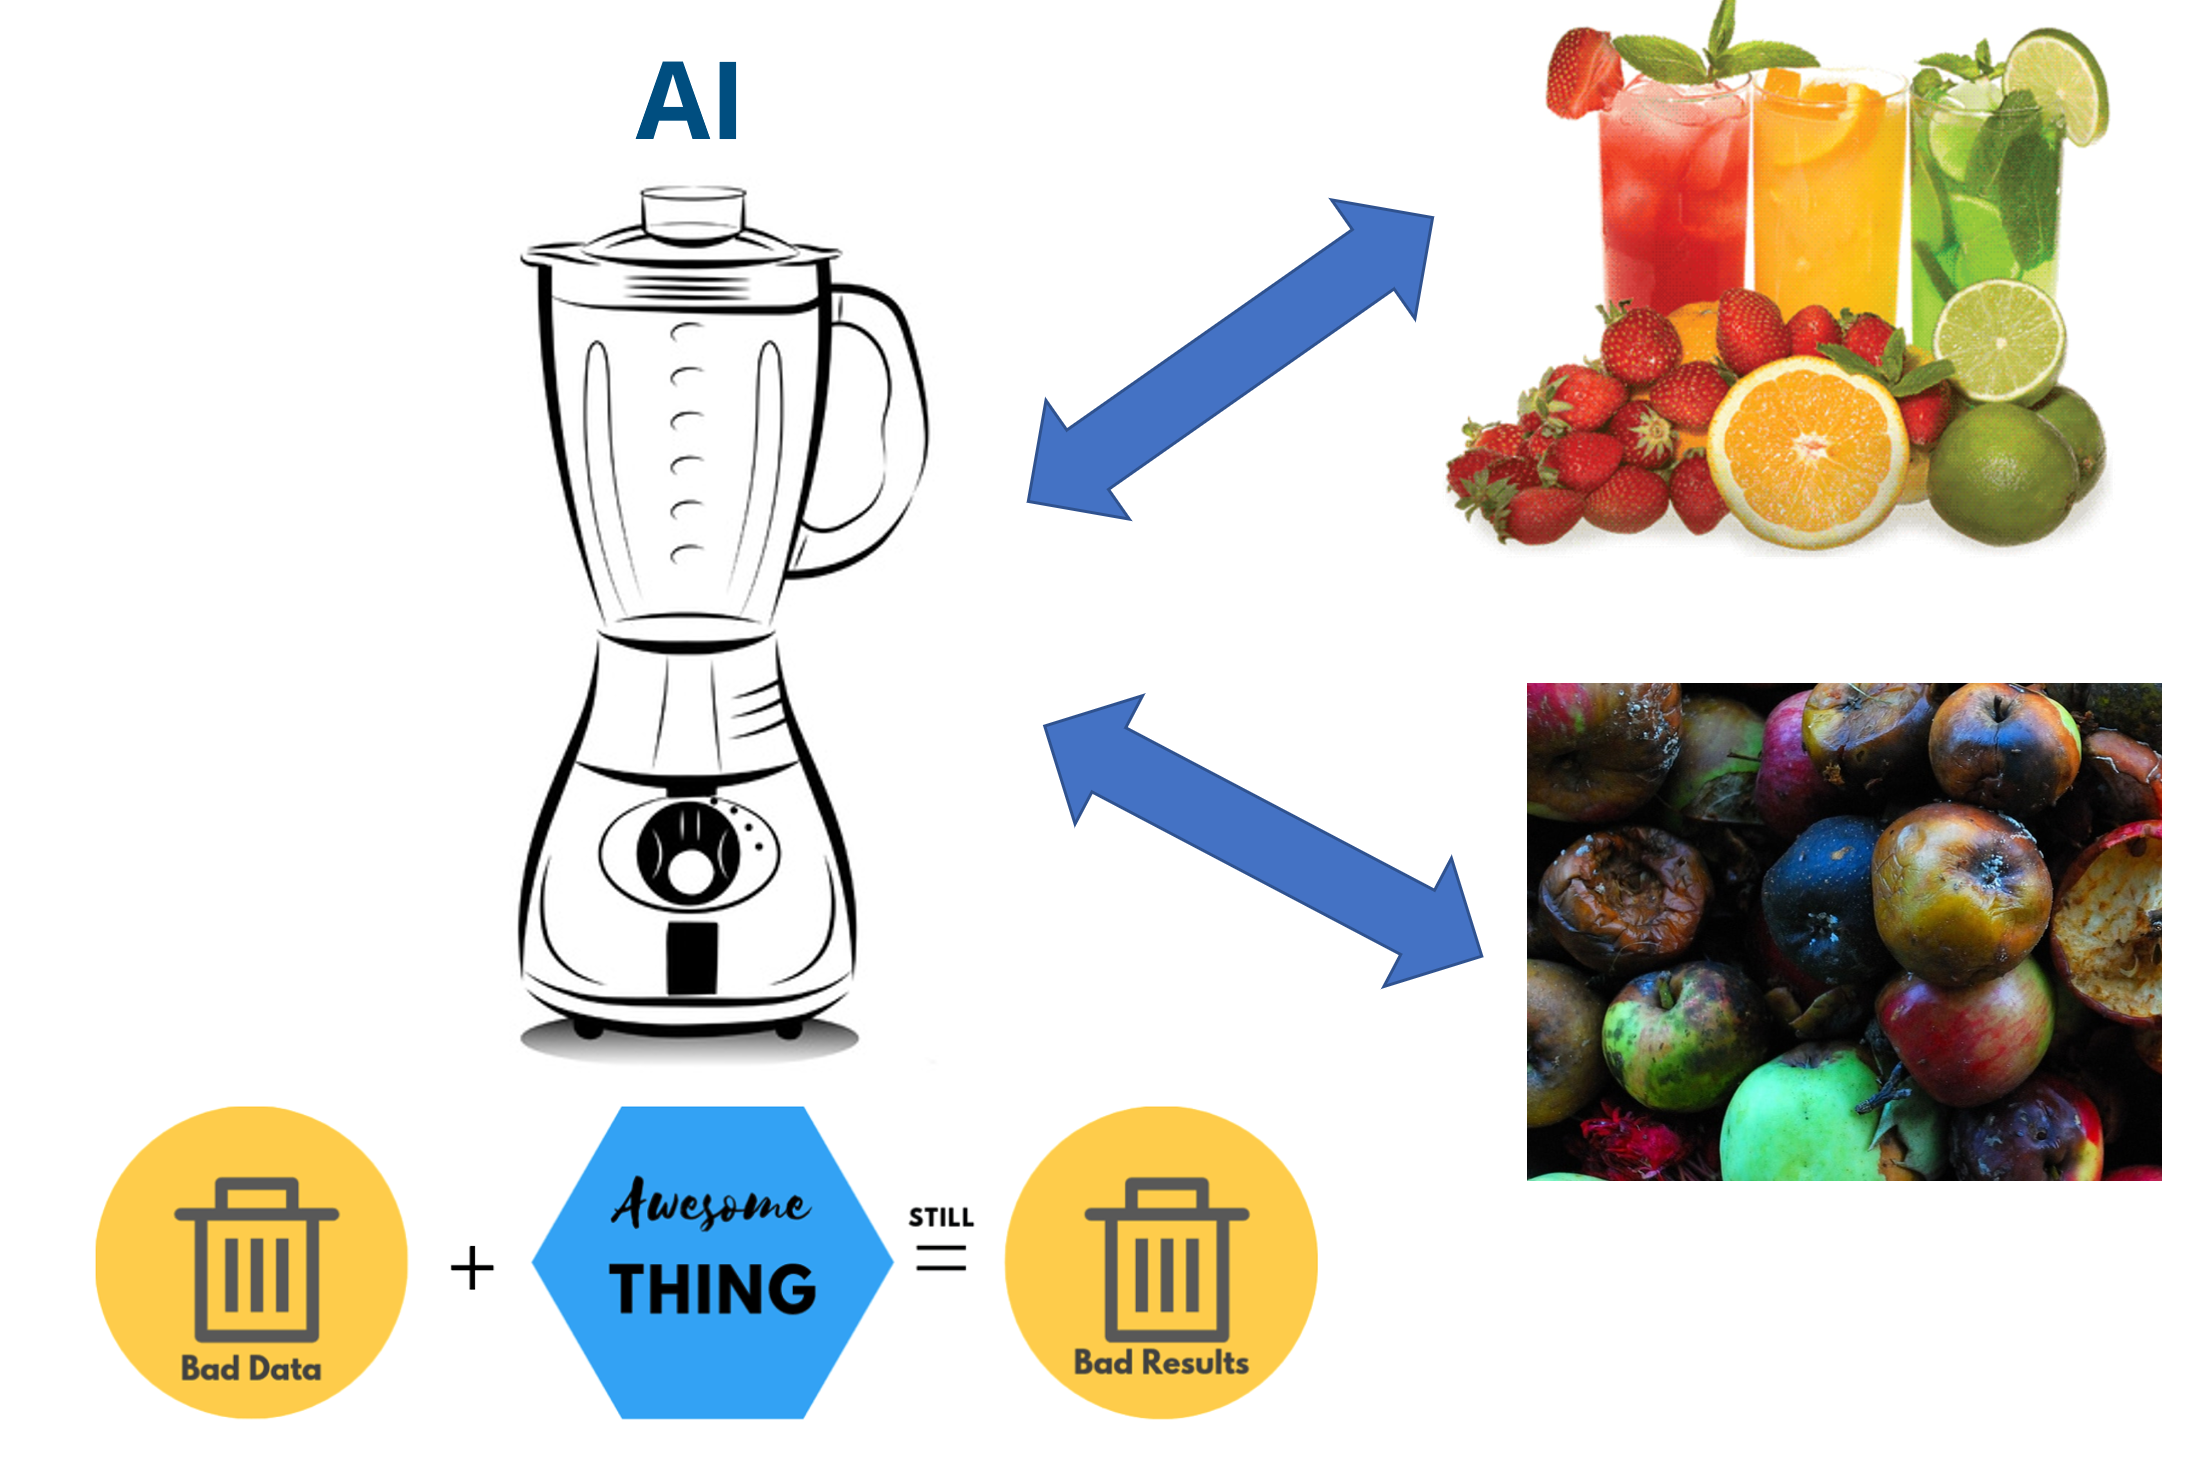 AI
Awesome
THING
+
STILL
=
Bad Data
Bad Results